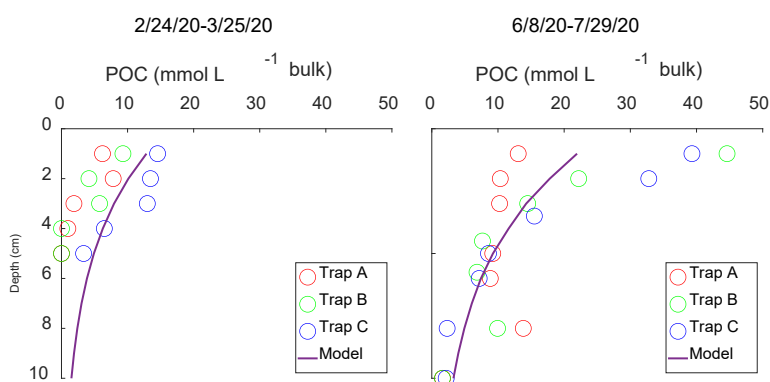 2/24/20-3/25/20
6/8/20-7/29/20
POC (mmol L -1 bulk)
POC (mmol L -1 bulk)
0 10 20 30 40 50
0 10 20 30 40 50
0
2
4
Depth (cm)
6
8
10
Trap A
Trap B
Trap C
Model
Trap A
Trap B
Trap C
Model